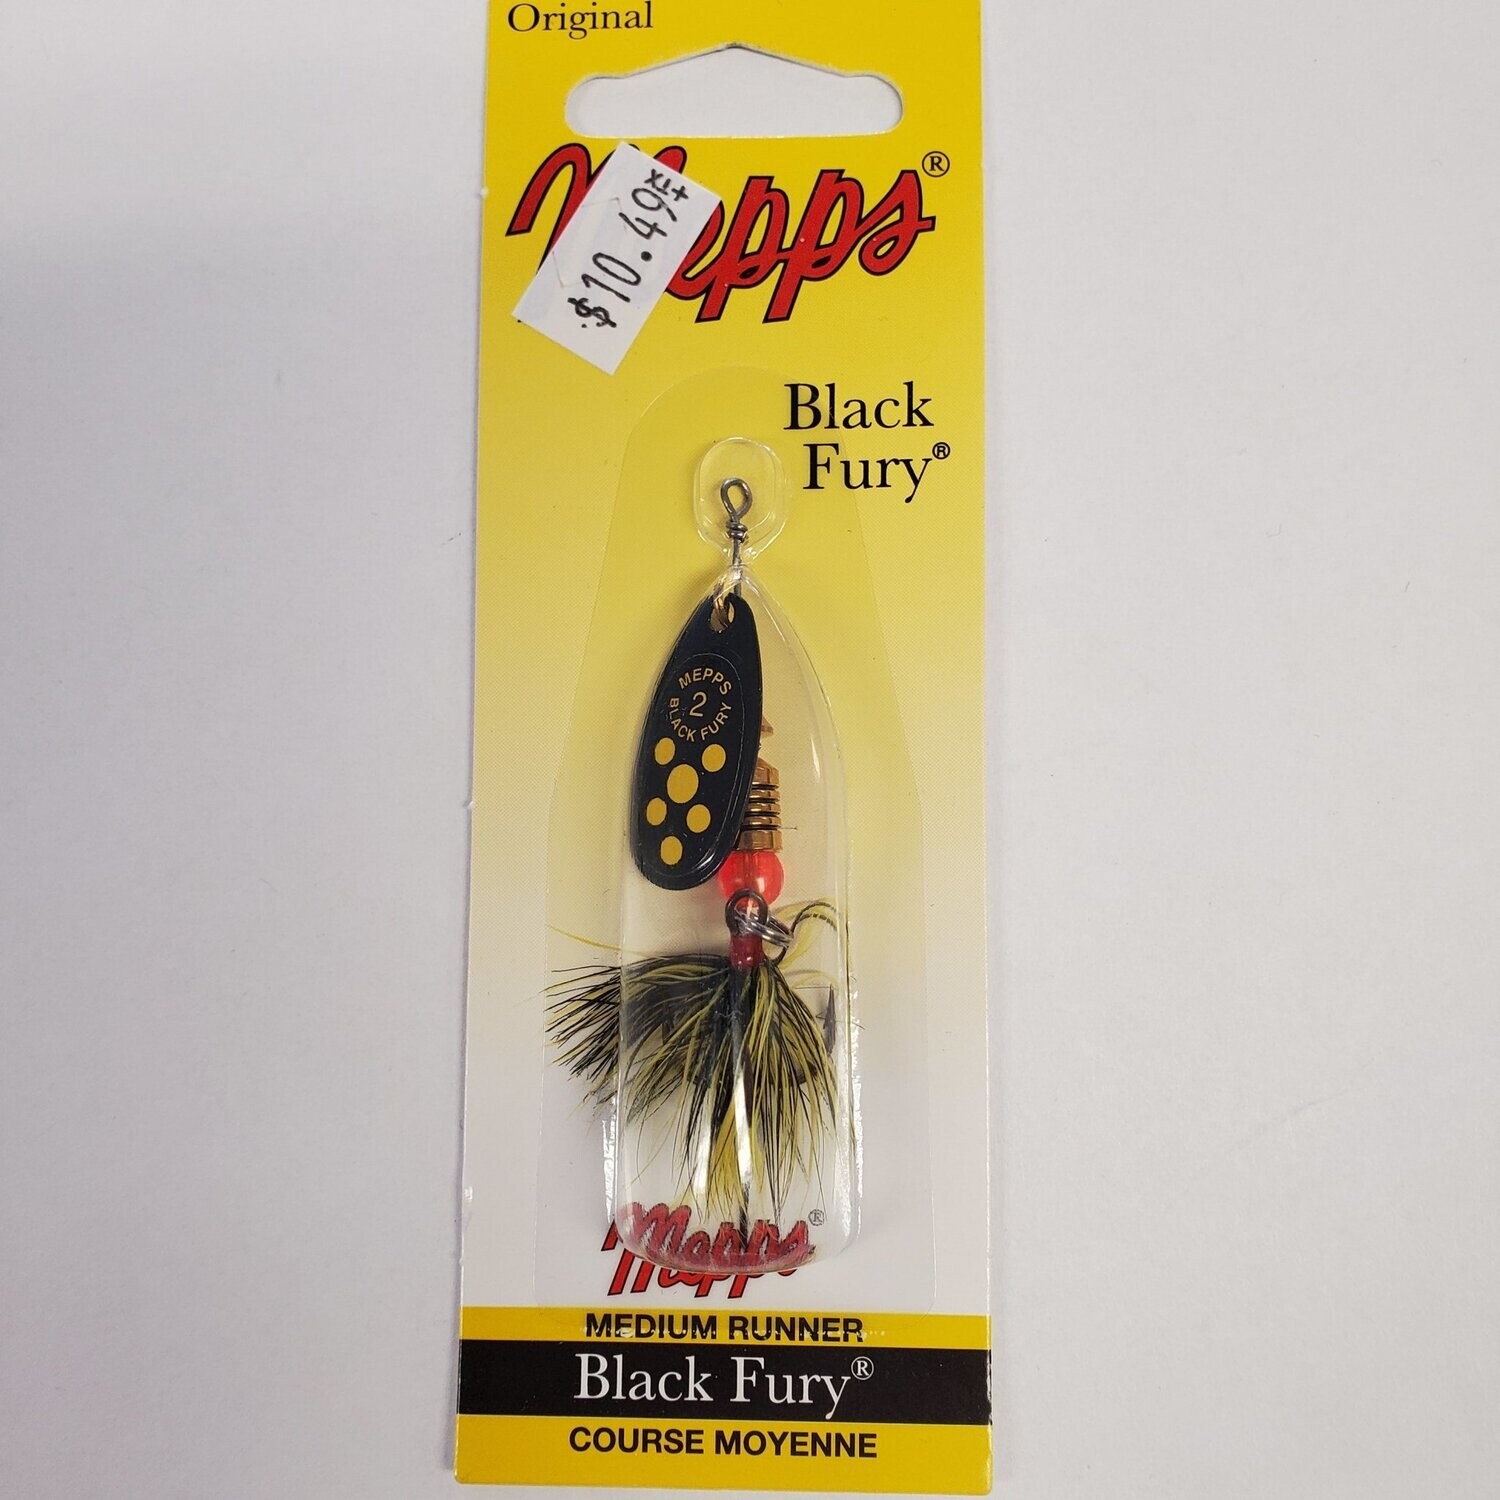 Original
Mepps®
$10.49+TX
Black
Fury®
MEPPS
2
BLACK FURY
Mepps®
MEDIUM RUNNER
Black Fury®
COURSE MOYENNE